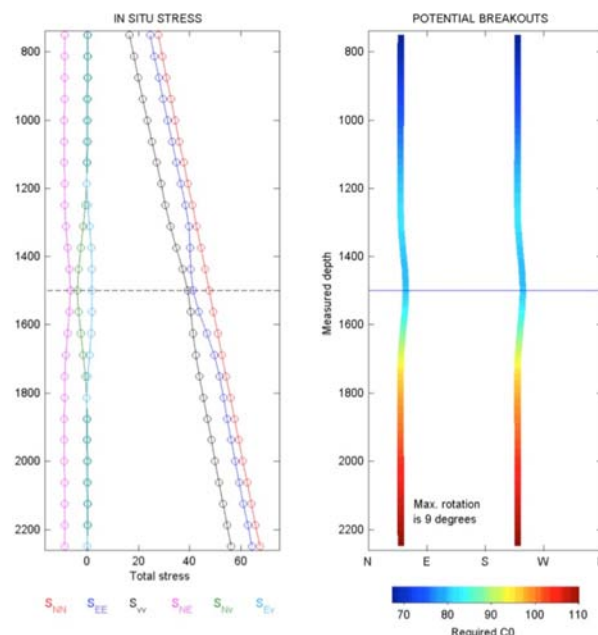 IN SITU STRESS
800
1000
1200
1400
1600
1800
2000
2200
0
20
40
60
Total stress
S_NN S_EE S_vv S_NE S_Nv S_Ev
POTENTIAL BREAKOUTS
Measured depth
800
1000
1200
1400
1600
1800
2000
2200
Max. rotation
is 9 degrees
N E S W
70 80 90 100 110
Required C0